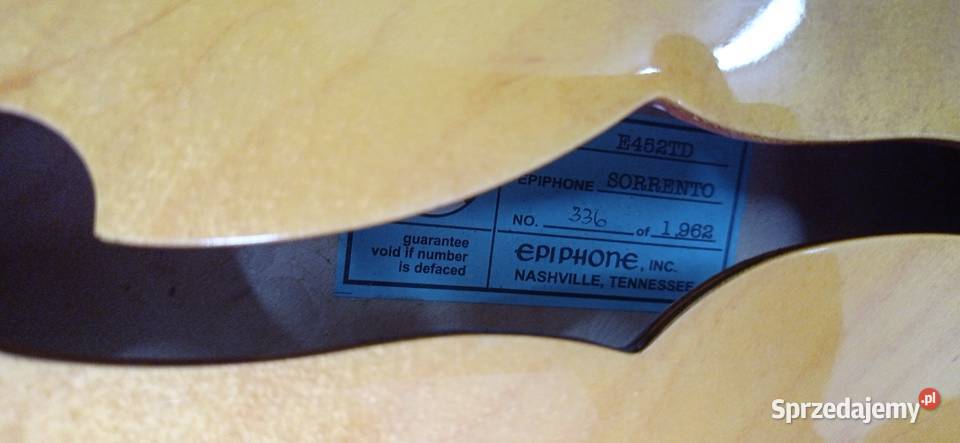 E452TD
EPIPHONE SORRENTO
NO. 336 of 1,962
guarantee
void if number
is defaced
EPIPHONE, INC.
NASHVILLE, TENNESSEE
Sprzedajemy.pl